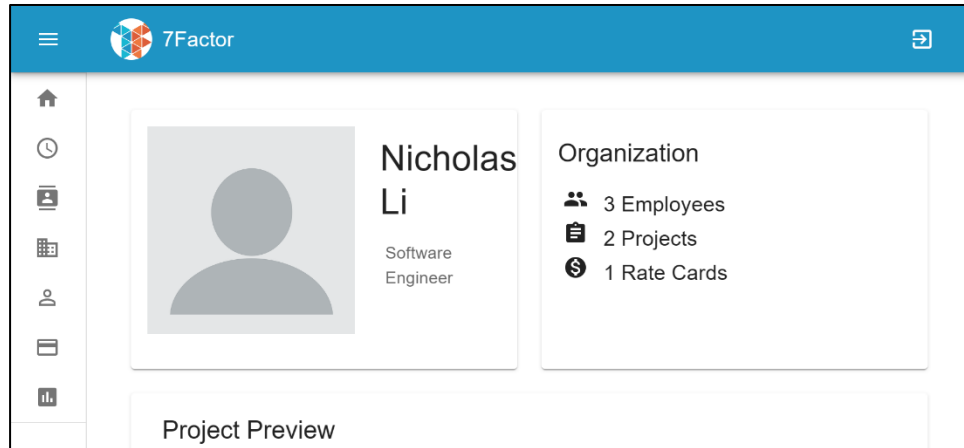 7Factor
Nicholas
Li
Software
Engineer
Organization
3 Employees
2 Projects
1 Rate Cards
Project Preview